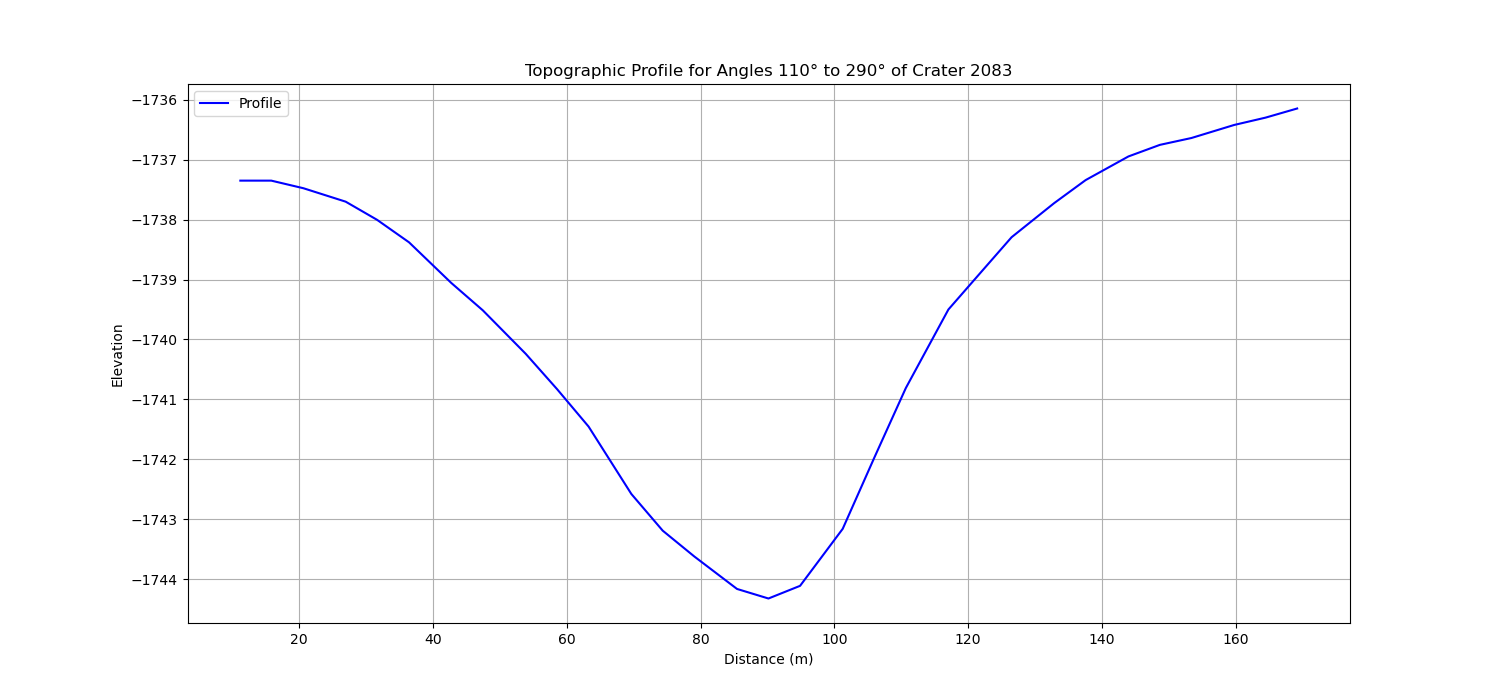 Topographic Profile for Angles 110° to 290° of Crater 2083
Profile
−1736
−1737
−1738
−1739
−1740
−1741
−1742
−1743
−1744
Elevation
20 40 60 80 100 120 140 160
Distance (m)